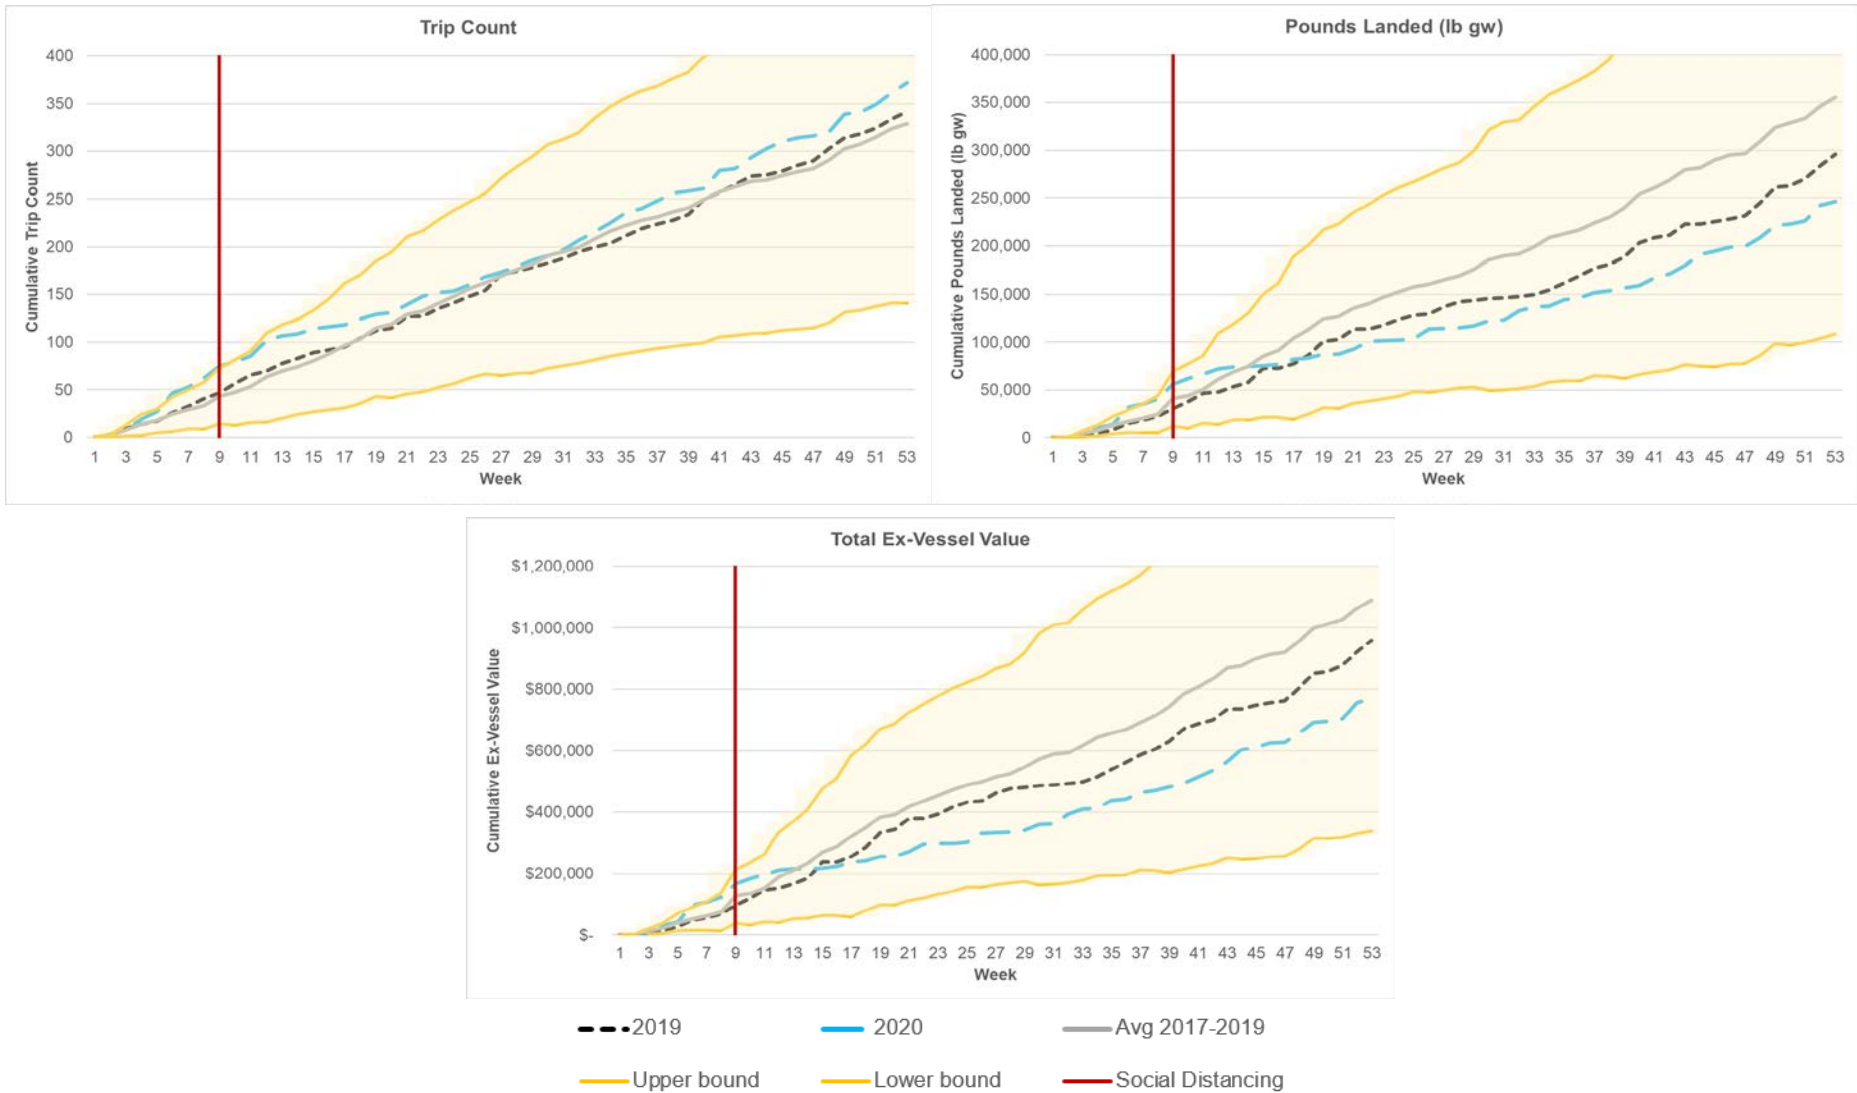 Trip Count
400
350
300
250
200
150
100
50
0
Cumulative Trip Count
1 3 5 7 9 11 13 15 17 19 21 23 25 27 29 31 33 35 37 39 41 43 45 47 49 51 53
Week
Pounds Landed (lb gw)
400,000
350,000
300,000
250,000
200,000
150,000
100,000
50,000
0
Cumulative Pounds Landed (lb gw)
1 3 5 7 9 11 13 15 17 19 21 23 25 27 29 31 33 35 37 39 41 43 45 47 49 51 53
Week
Total Ex-Vessel Value
$1,200,000
$1,000,000
$800,000
$600,000
$400,000
$200,000
$-
Cumulative Ex-Vessel Value
1 3 5 7 9 11 13 15 17 19 21 23 25 27 29 31 33 35 37 39 41 43 45 47 49 51 53
Week
2019 2020 Avg 2017-2019
Upper bound Lower bound Social Distancing